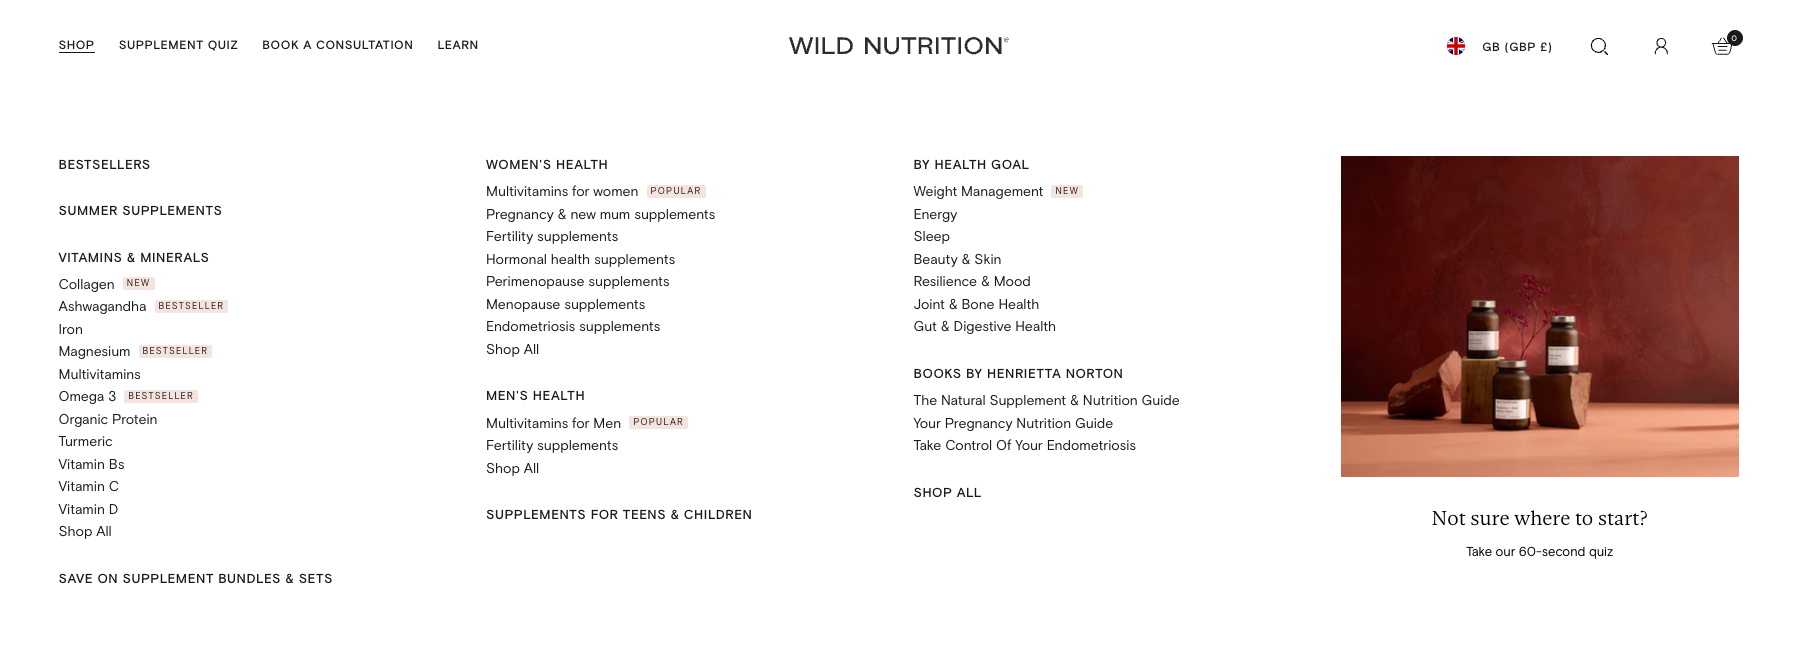 SHOP SUPPLEMENT QUIZ BOOK A CONSULTATION LEARN
WILD NUTRITION®
GB (GBP £)
0
BESTSELLERS
SUMMER SUPPLEMENTS
VITAMINS & MINERALS
Collagen NEW
Ashwagandha BESTSELLER
Iron
Magnesium BESTSELLER
Multivitamins
Omega 3 BESTSELLER
Organic Protein
Turmeric
Vitamin Bs
Vitamin C
Vitamin D
Shop All
SAVE ON SUPPLEMENT BUNDLES & SETS
WOMEN'S HEALTH
Multivitamins for women POPULAR
Pregnancy & new mum supplements
Fertility supplements
Hormonal health supplements
Perimenopause supplements
Menopause supplements
Endometriosis supplements
Shop All
MEN'S HEALTH
Multivitamins for Men POPULAR
Fertility supplements
Shop All
SUPPLEMENTS FOR TEENS & CHILDREN
BY HEALTH GOAL
Weight Management NEW
Energy
Sleep
Beauty & Skin
Resilience & Mood
Joint & Bone Health
Gut & Digestive Health
BOOKS BY HENRIETTA NORTON
The Natural Supplement & Nutrition Guide
Your Pregnancy Nutrition Guide
Take Control Of Your Endometriosis
SHOP ALL
Not sure where to start?
Take our 60-second quiz